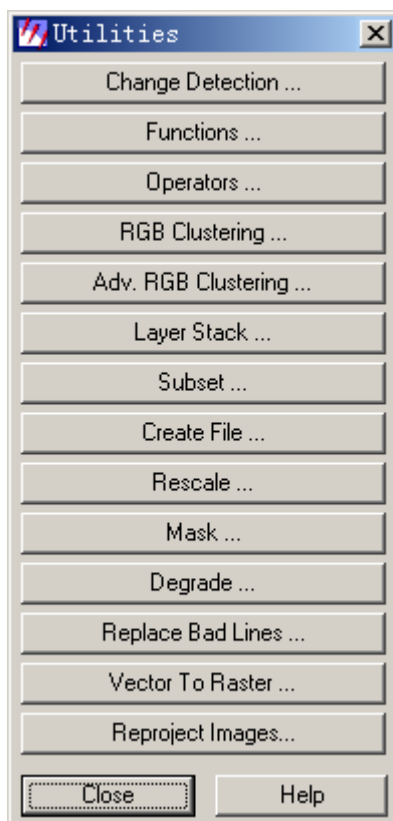 Utilities
Change Detection ...
Functions ...
Operators ...
RGB Clustering ...
Adv. RGB Clustering ...
Layer Stack ...
Subset ...
Create File ...
Rescale ...
Mask ...
Degrade ...
Replace Bad Lines ...
Vector To Raster ...
Reproject Images...
Close Help